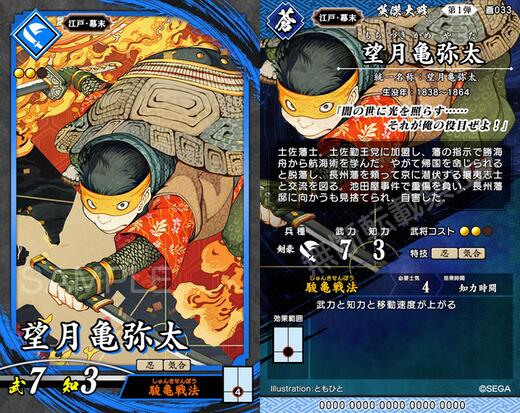 江戸・幕末
SAMPLE
望月亀弥太
忍 気合
武7 知3
しゅんきせんぽう
駿亀戦法
4
蒼
江戸・幕末
英傑大戦
第1弾
蒼033
もちづきかめやた
望月亀弥太
統一名称 望月亀弥太
生没年 1838～1864
「闇の世に光を照らす……
それが俺の役目ぜよ！」
土佐藩士。土佐勤王党に加盟し、藩の指示で勝海
舟から航海術を学んだ。やがて帰国を命じられる
と脱藩し、長州藩を頼って京に潜伏する攘夷志士
と交流を図る。池田屋事件で重傷を負い、長州藩
邸に向かうも見捨てられ、自害した。
兵種 武力 知力 武将コスト
剣豪 7 3 特技 忍 気合
しゅんきせんぽう
駿亀戦法
必要士気 4
効果時間 知力時間
武力と知力と移動速度が上がる
効果範囲
Illustration:ともひと
©SEGA
0000 0000 0000 0000 0000